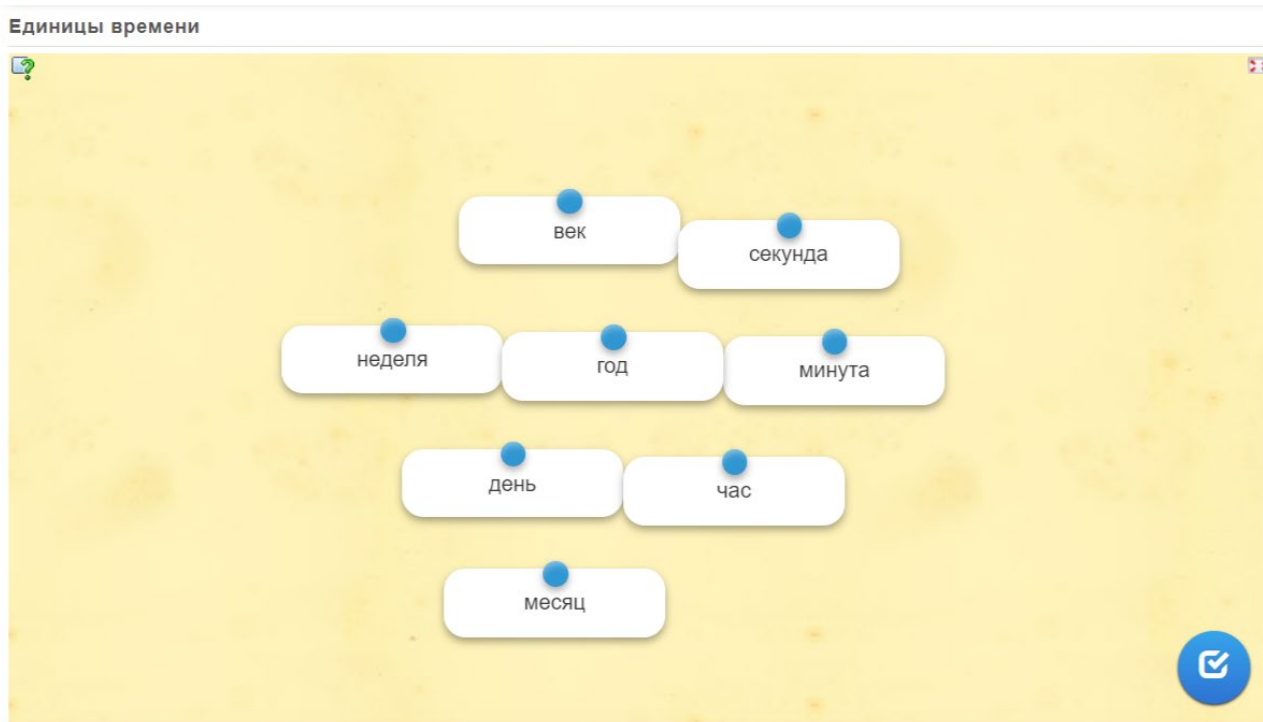 Единицы времени
век
секунда
неделя
год
минута
день
час
месяц